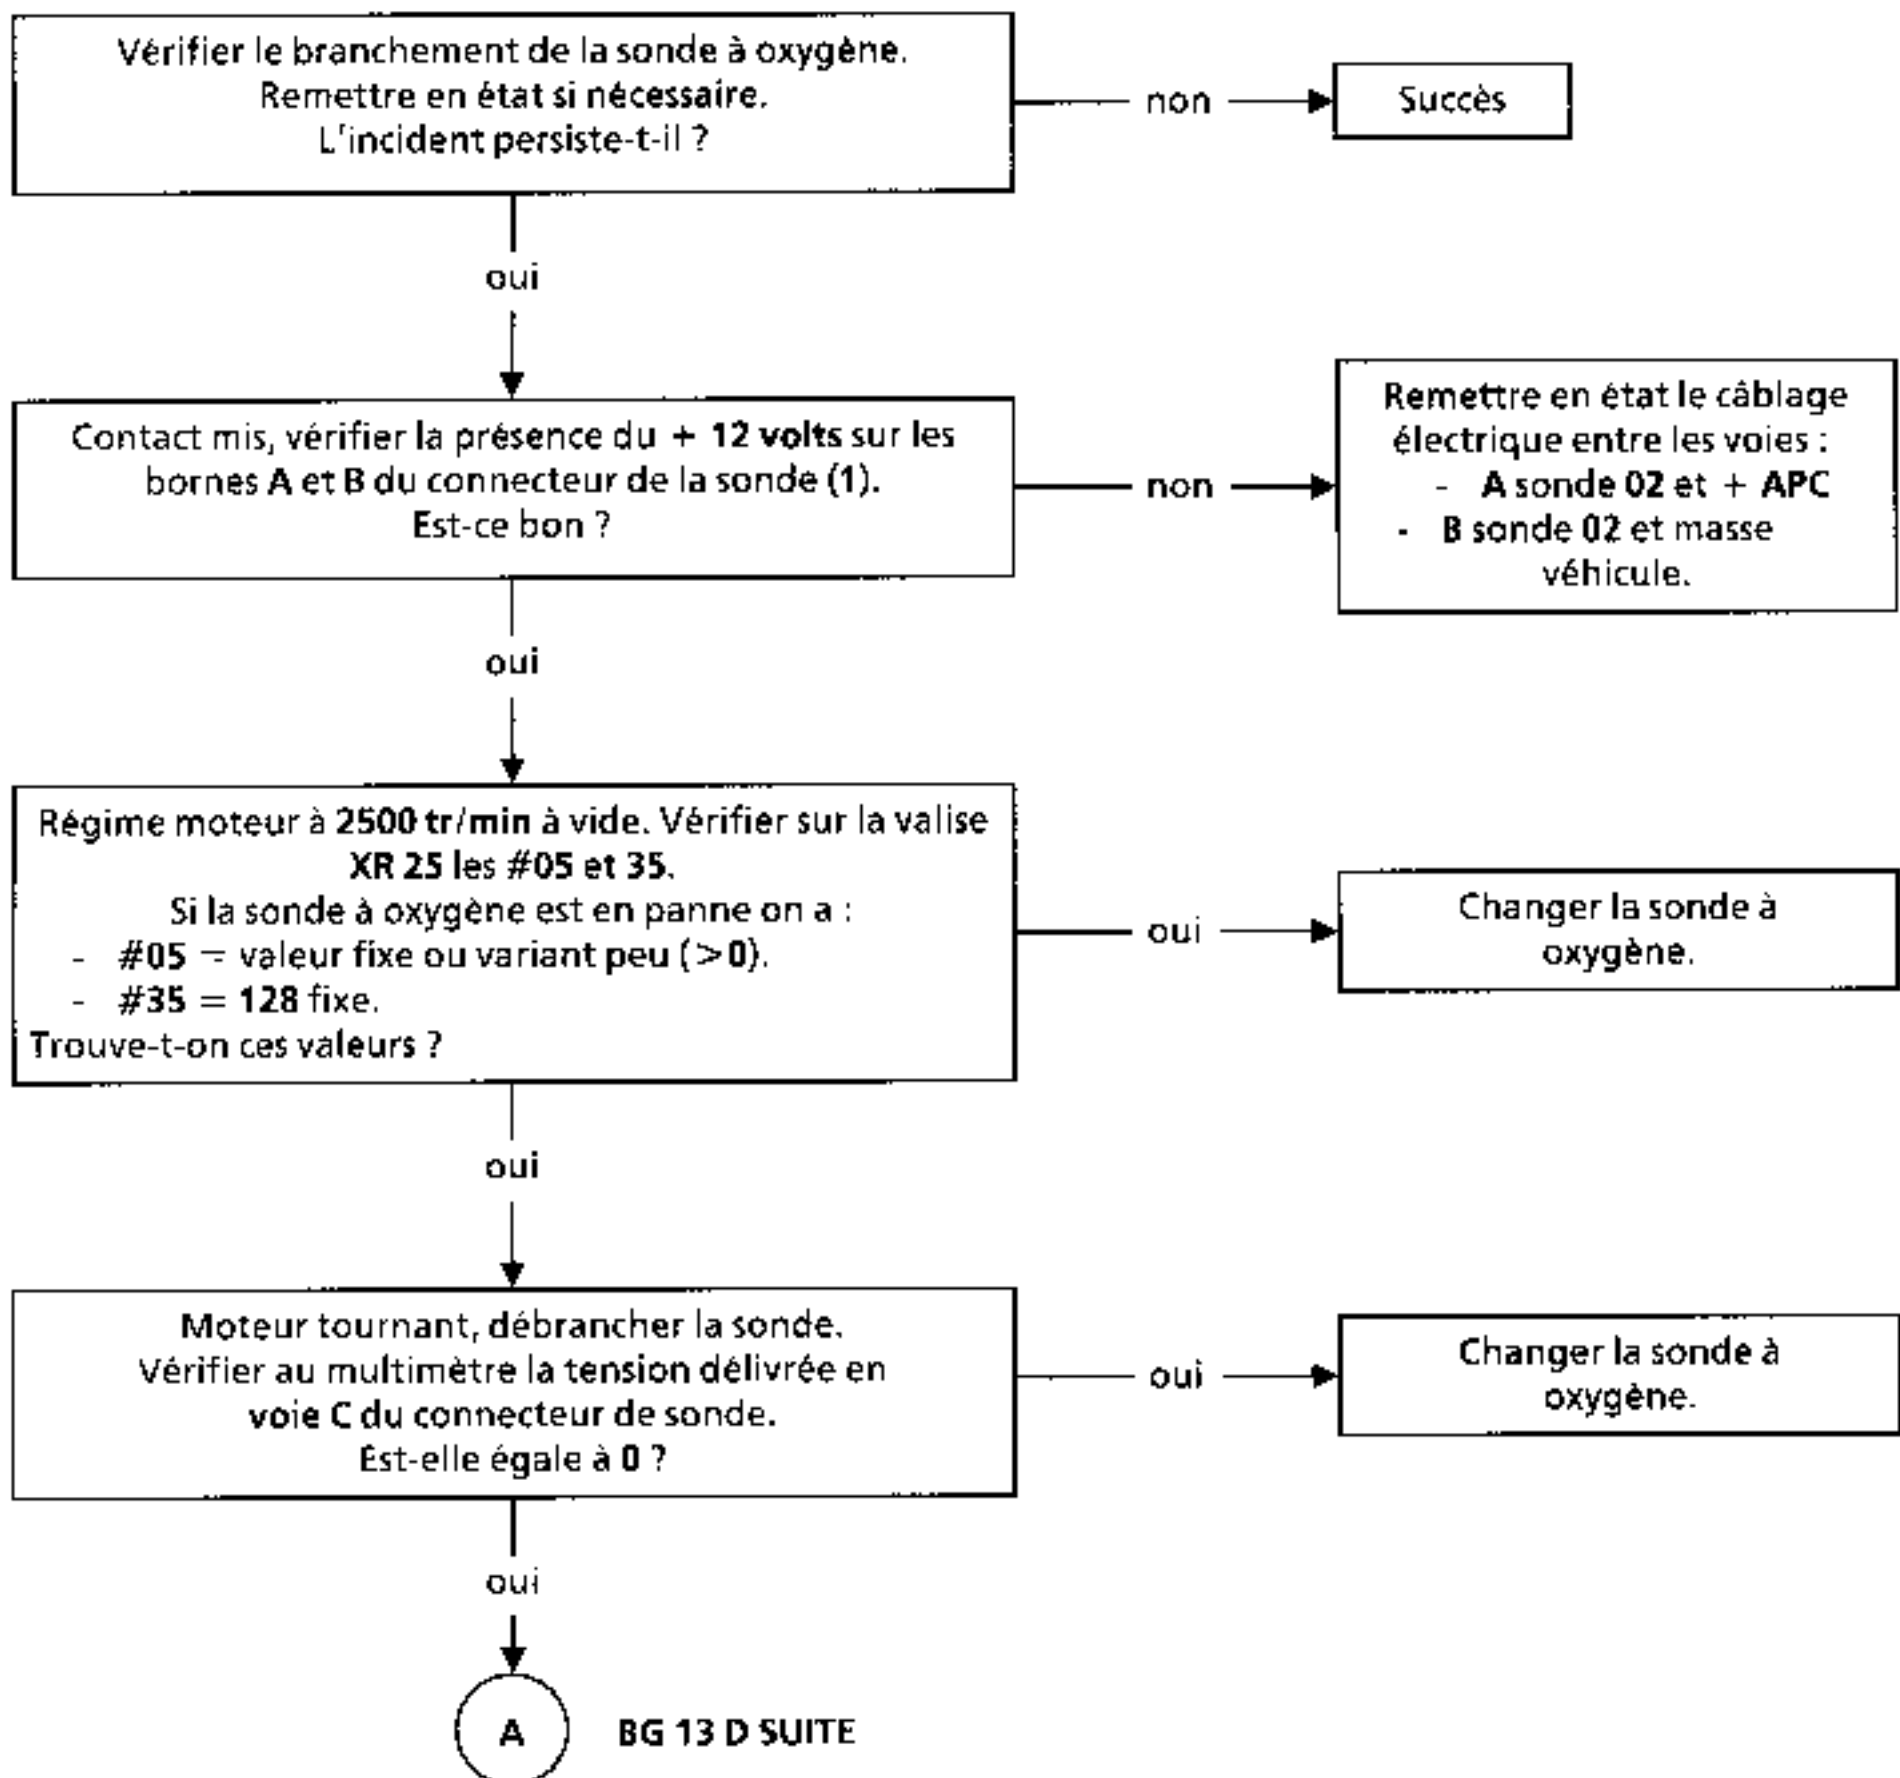 Vérifier le branchement de la sonde à oxygène.
Remettre en état si nécessaire.
L'incident persiste-t-il ?
non
Succès
oui
Contact mis, vérifier la présence du + 12 volts sur les
bornes A et B du connecteur de la sonde (1).
Est-ce bon ?
non
Remettre en état le câblage
électrique entre les voies :
- A sonde 02 et + APC
- B sonde 02 et masse
véhicule.
oui
Régime moteur à 2500 tr/min à vide. Vérifier sur la valise
XR 25 les #05 et 35.
Si la sonde à oxygène est en panne on a :
- #05 = valeur fixe ou variant peu (>0).
- #35 = 128 fixe.
Trouve-t-on ces valeurs ?
oui
Changer la sonde à
oxygène.
oui
Moteur tournant, débrancher la sonde.
Vérifier au multimètre la tension délivrée en
voie C du connecteur de sonde.
Est-elle égale à 0 ?
oui
Changer la sonde à
oxygène.
oui
A
BG 13 D SUITE